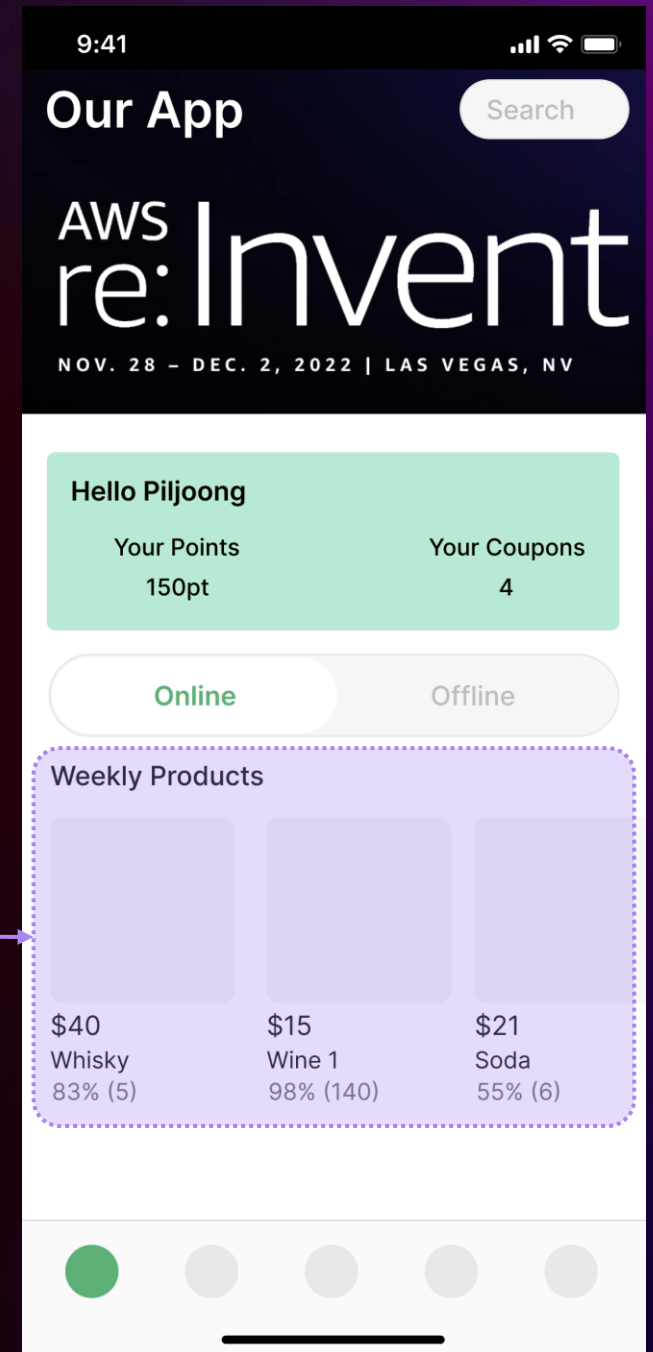 9:41
Our App
Search
AWS
re:Invent
NOV. 28 – DEC. 2, 2022 | LAS VEGAS, NV
Hello Piljoong
Your Points Your Coupons
150pt 4
Online Offline
Weekly Products
$40 $15 $21
Whisky Wine 1 Soda
83% (5) 98% (140) 55% (6)